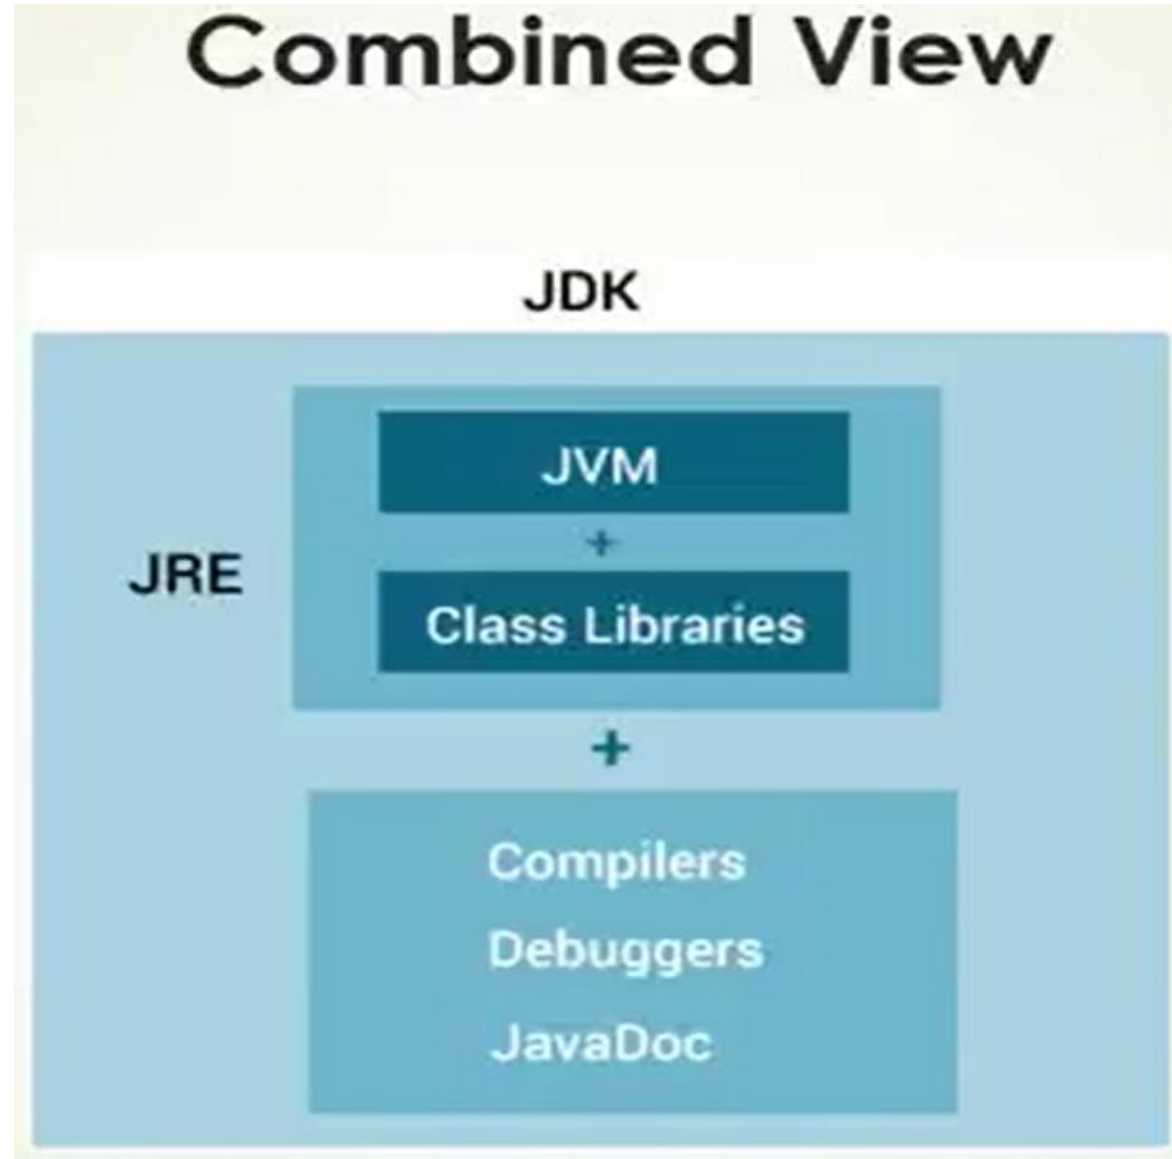 Combined View
JDK
JVM
+
JRE
Class Libraries
+
Compilers
Debuggers
JavaDoc